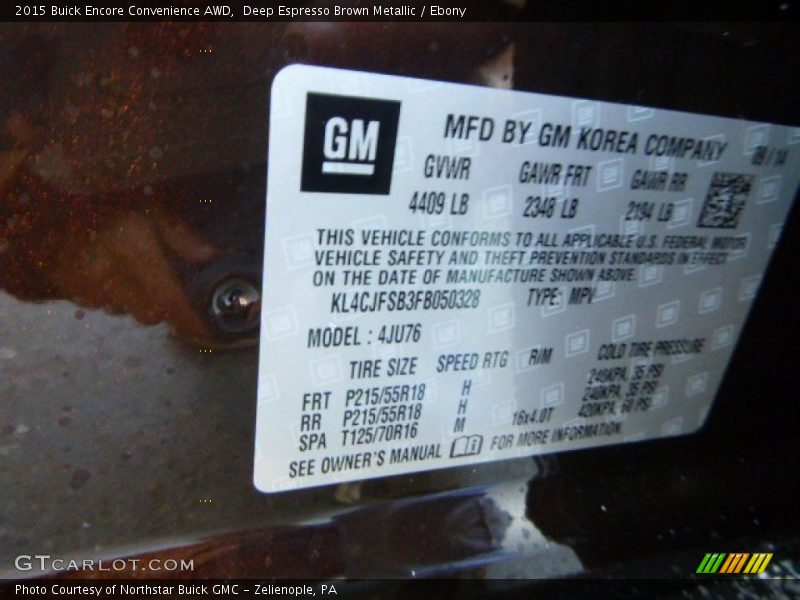 2015 Buick Encore Convenience AWD,  Deep Espresso Brown Metallic / Ebony
GM
MFD BY GM KOREA COMPANY 09/14
GVWR GAWR FRT GAWR RR
4409 LB 2348 LB 2194 LB
THIS VEHICLE CONFORMS TO ALL APPLICABLE U.S. FEDERAL MOTOR
VEHICLE SAFETY AND THEFT PREVENTION STANDARDS IN EFFECT
ON THE DATE OF MANUFACTURE SHOWN ABOVE.
KL4CJFSB3FB050328 TYPE: MPV
MODEL : 4JU76
TIRE SIZE SPEED RTG RIM COLD TIRE PRESSURE
FRT P215/55R18 H 240KPA, 35 PSI
RR P215/55R18 H 240KPA, 35 PSI
SPA T125/70R16 M 16x4.0T 420KPA, 60 PSI
SEE OWNER'S MANUAL FOR MORE INFORMATION.
GTCARLOT.COM
Photo Courtesy of Northstar Buick GMC - Zelienople, PA